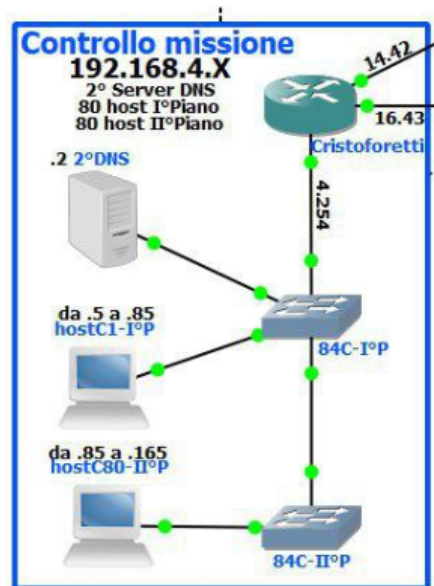 Controllo missione
192.168.4.X
2° Server DNS
80 host I°Piano
80 host II°Piano
14.42
16.43
Cristoforetti
.2 2°DNS
4.254
da .5 a .85
hostC1-I°P
84C-I°P
da .85 a .165
hostC80-II°P
84C-II°P